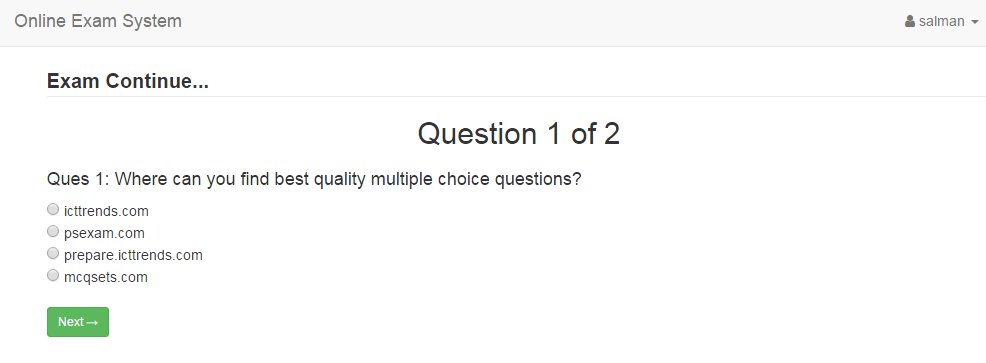 Online Exam System
salman
Exam Continue...
Question 1 of 2
Ques 1: Where can you find best quality multiple choice questions?
icttrends.com
psexam.com
prepare.icttrends.com
mcqsets.com
Next→